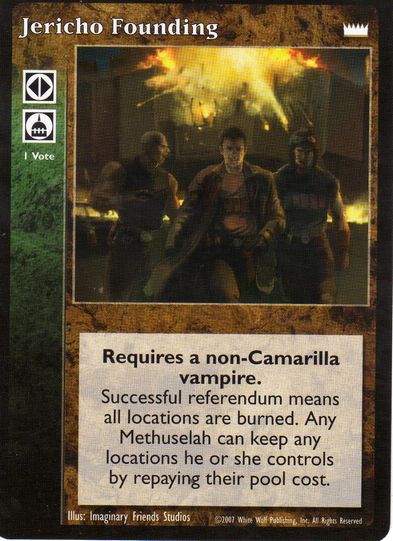 Jericho Founding
1 Vote
Requires a non-Camarilla
vampire.
Successful referendum means
all locations are burned. Any
Methuselah can keep any
locations he or she controls
by repaying their pool cost.
Illus: Imaginary Friends Studios
©2007 White Wolf Publishing, Inc. All Rights Reserved